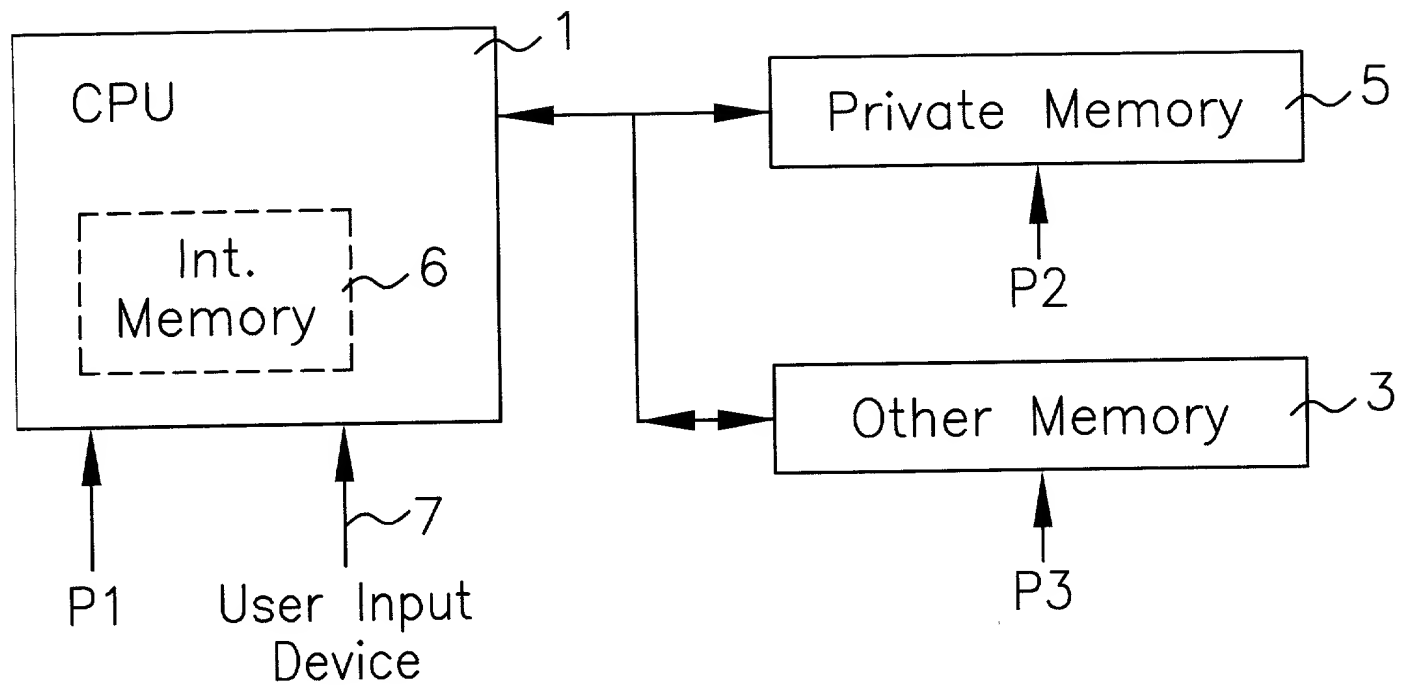 1
CPU
Int.
Memory
6
Private Memory
5
P2
Other Memory
3
P3
7
P1
User Input
Device